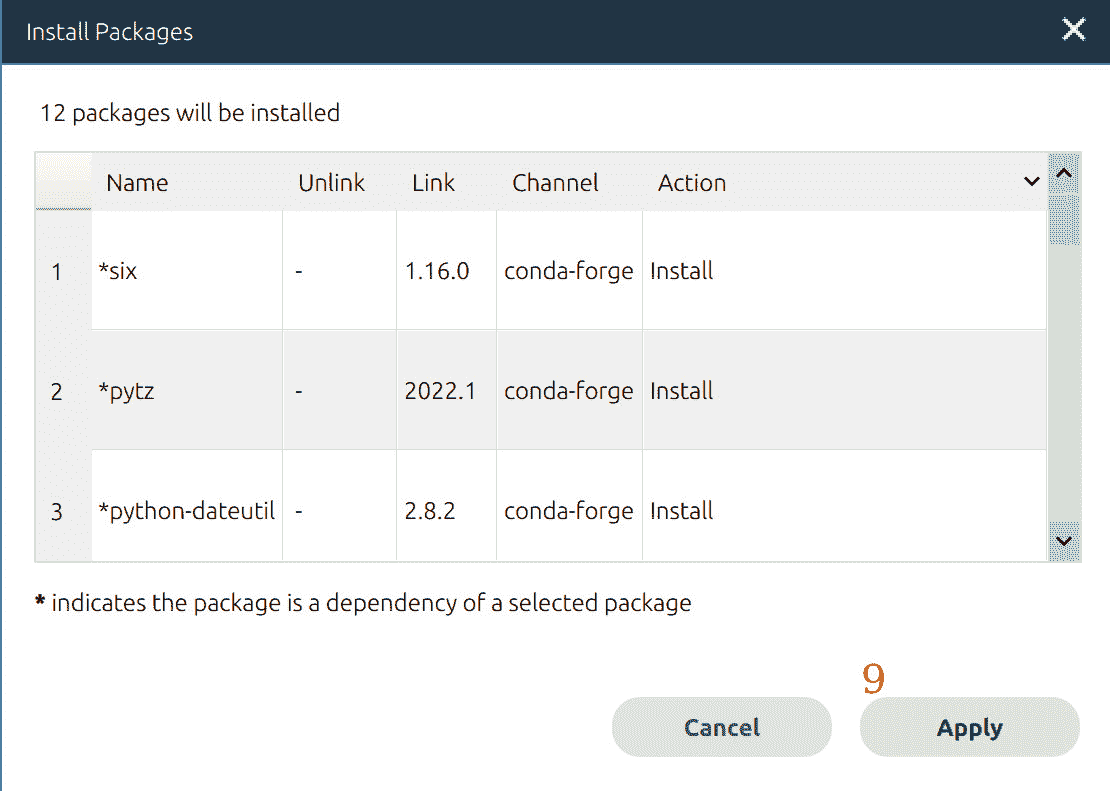 Install Packages
12 packages will be installed
Name Unlink Link Channel Action
1 *six - 1.16.0 conda-forge Install
2 *pytz - 2022.1 conda-forge Install
3 *python-dateutil - 2.8.2 conda-forge Install
* indicates the package is a dependency of a selected package
9
Cancel Apply